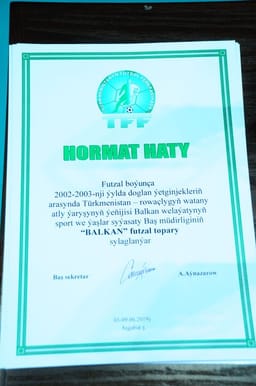 TFF
HORMAT HATY
Futzal boýunça
2002-2003-nji ýylda doglan ýetginjekleriň
arasynda Türkmenistan – rowaçlygyň watany
atly ýaryşynyň ýeňijisi Balkan welaýatynyň
sport we ýaşlar syýasaty Baş müdirliginiň
“BALKAN” futzal topary
sylaglanýar
Baş sekretar A.Aýnazarow
Aşgabat ş.